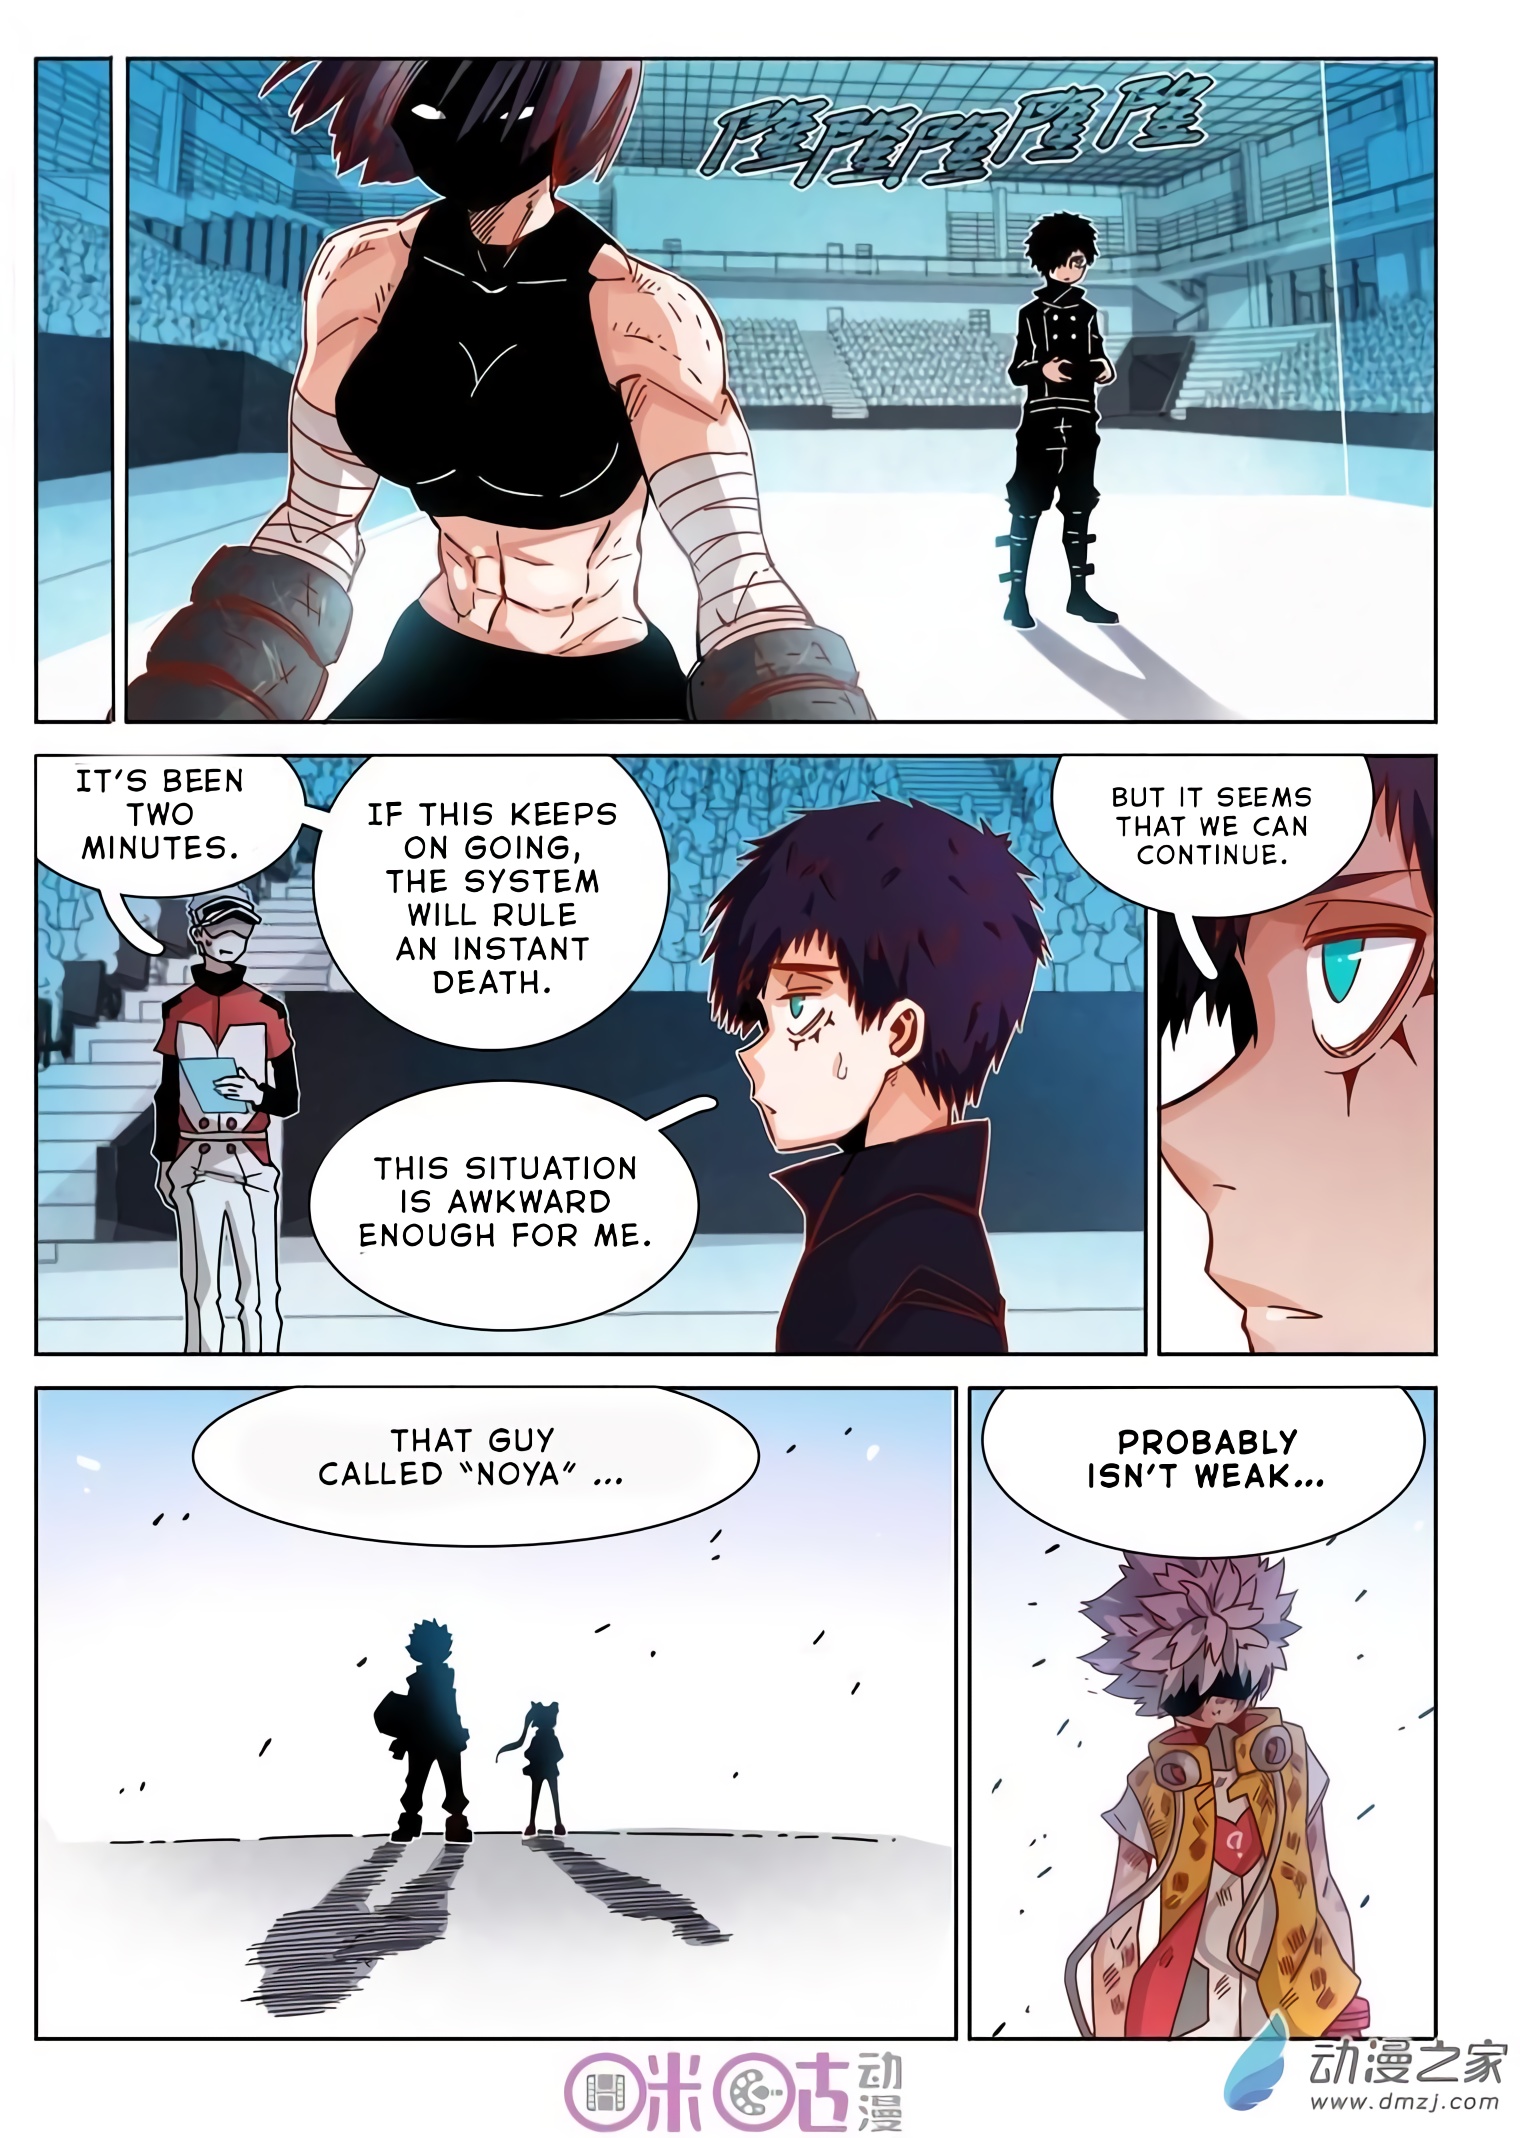 隆隆隆隆隆
IT'S BEEN
TWO
MINUTES.
IF THIS KEEPS
ON GOING,
THE SYSTEM
WILL RULE
AN INSTANT
DEATH.
THIS SITUATION
IS AWKWARD
ENOUGH FOR ME.
BUT IT SEEMS
THAT WE CAN
CONTINUE.
THAT GUY
CALLED “NOYA” ...
PROBABLY
ISN'T WEAK...
咪咕动漫
动漫之家
www.dmzj.com